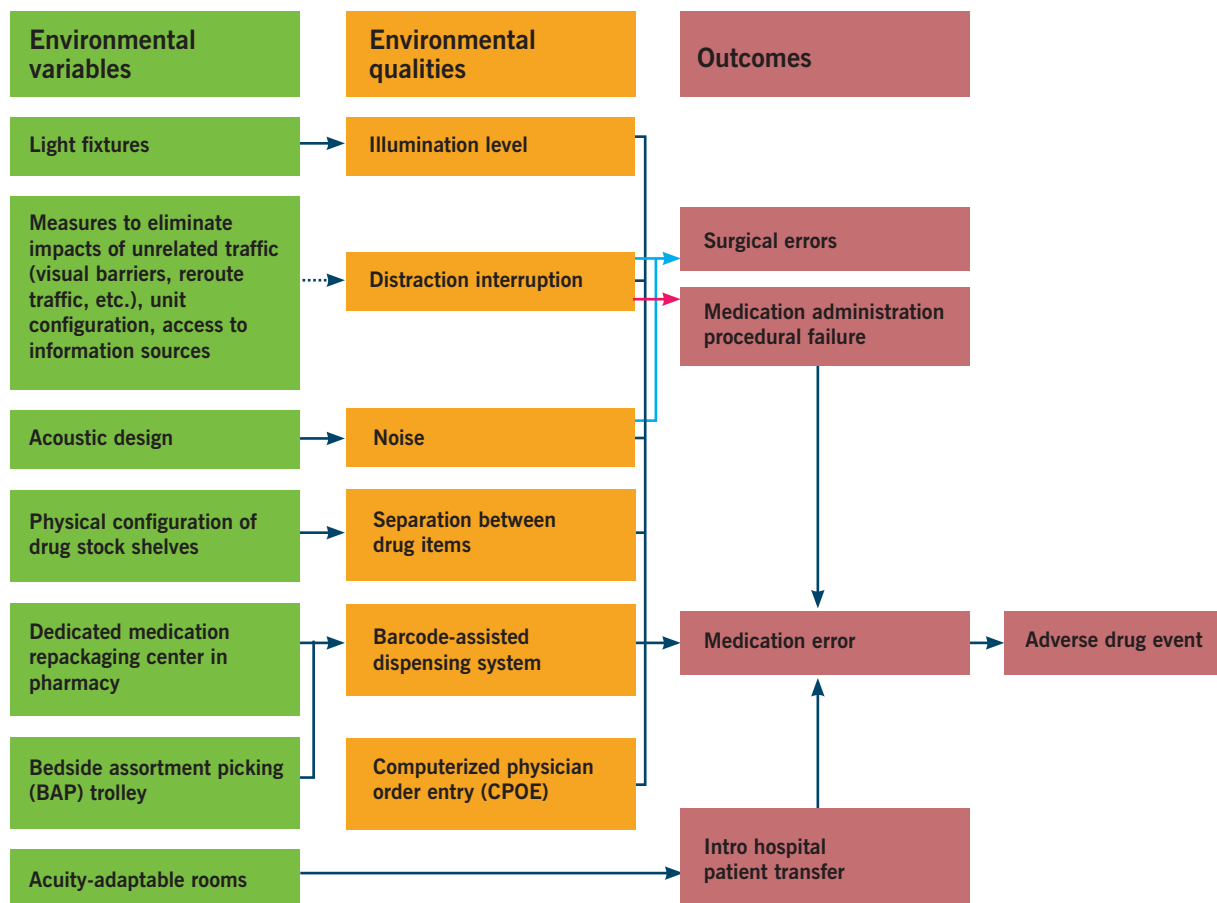 Environmental
variables
Environmental
qualities
Outcomes
Light fixtures
Illumination level
Measures to eliminate
impacts of unrelated traffic
(visual barriers, reroute
traffic, etc.), unit
configuration, access to
information sources
Distraction interruption
Surgical errors
Medication administration
procedural failure
Acoustic design
Noise
Physical configuration of
drug stock shelves
Separation between
drug items
Dedicated medication
repackaging center in
pharmacy
Barcode-assisted
dispensing system
Medication error
Adverse drug event
Bedside assortment picking
(BAP) trolley
Computerized physician
order entry (CPOE)
Acuity-adaptable rooms
Intro hospital
patient transfer